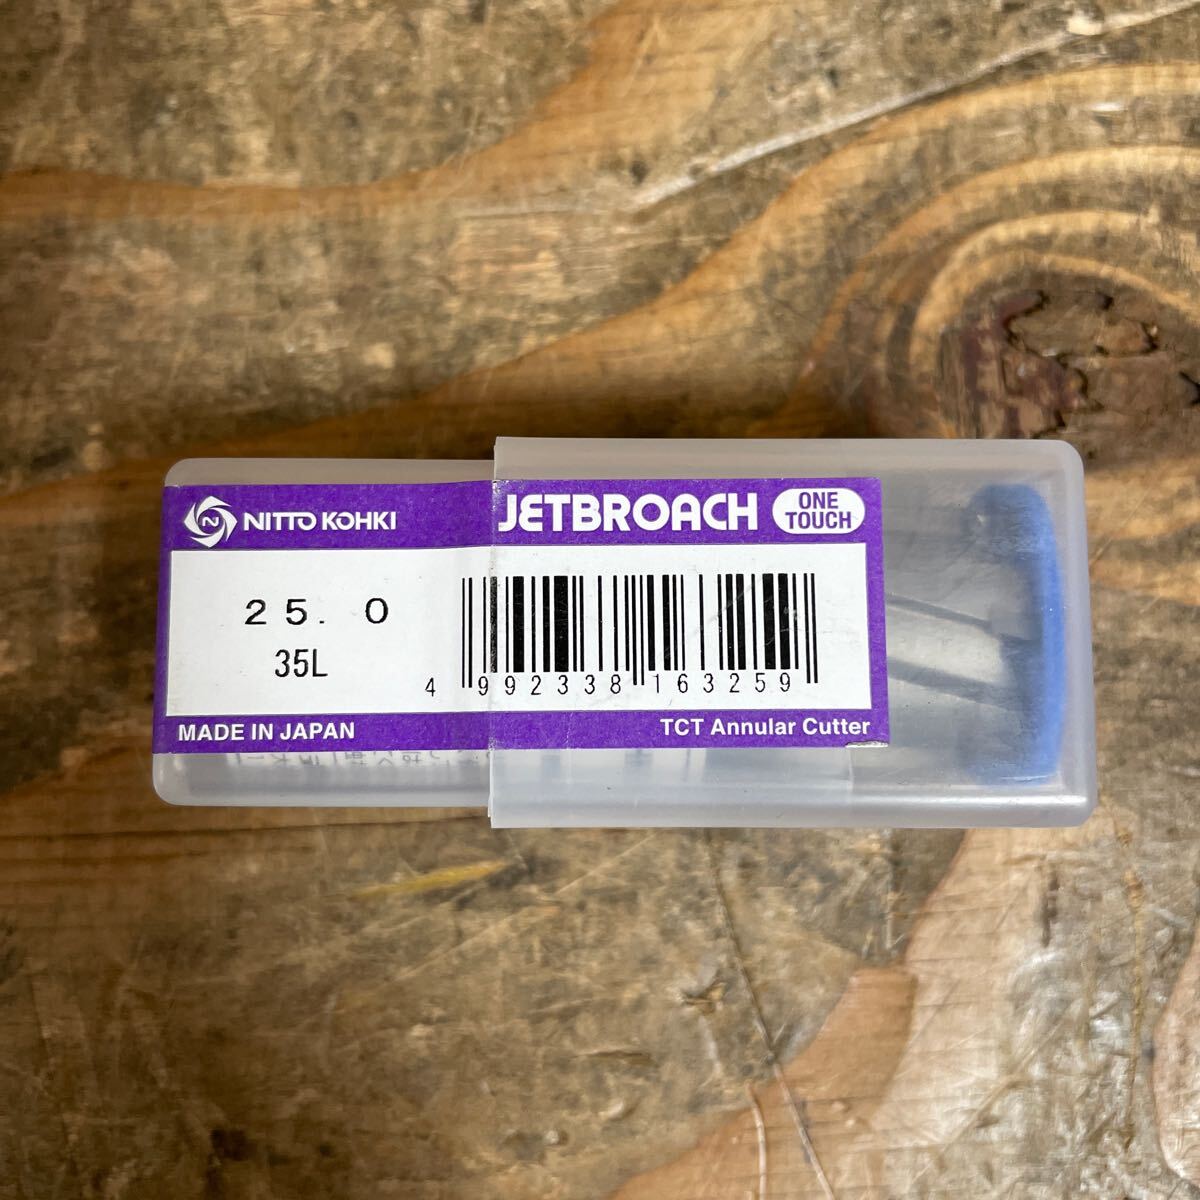 NITTO KOHKI
JETBROACH
ONE
TOUCH
25.0
35L
4 992338 163259
MADE IN JAPAN
TCT Annular Cutter